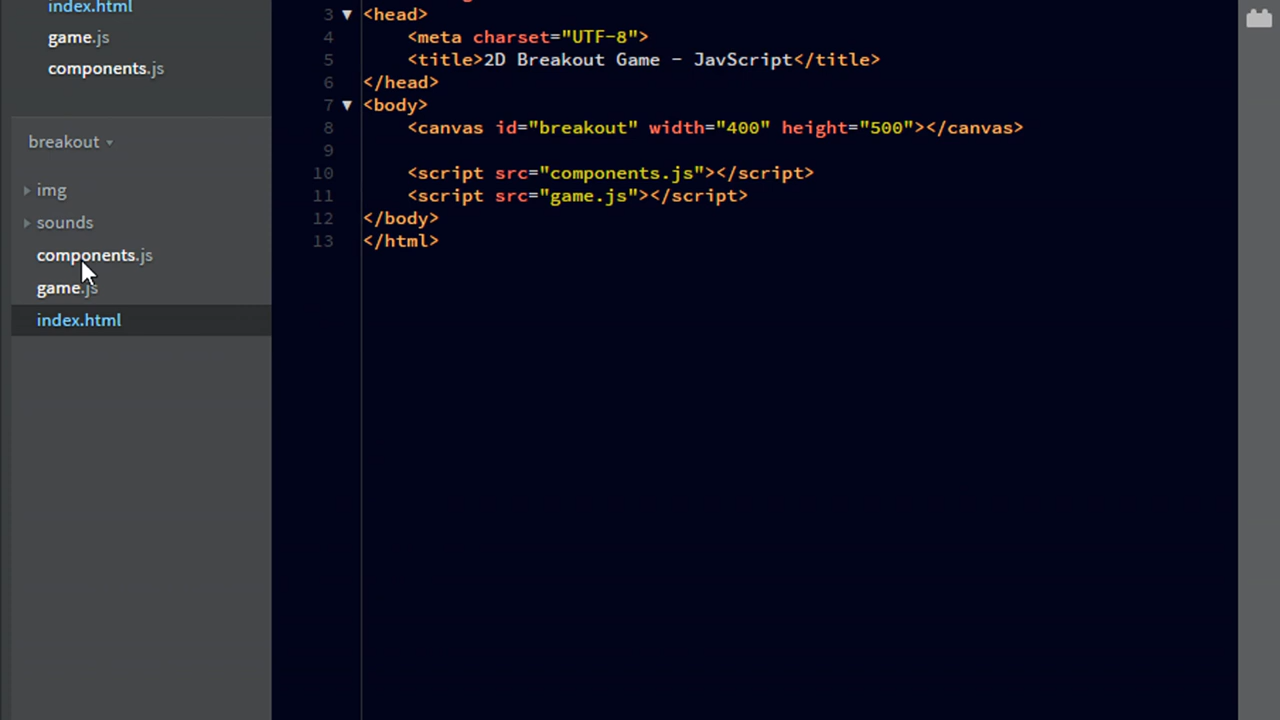 index.html
game.js
components.js
breakout
img
sounds
components.js
game.js
index.html
3 <head>
4 <meta charset="UTF-8">
5 <title>2D Breakout Game - JavScript</title>
6 </head>
7 <body>
8 <canvas id="breakout" width="400" height="500"></canvas>
9
10 <script src="components.js"></script>
11 <script src="game.js"></script>
12 </body>
13 </html>